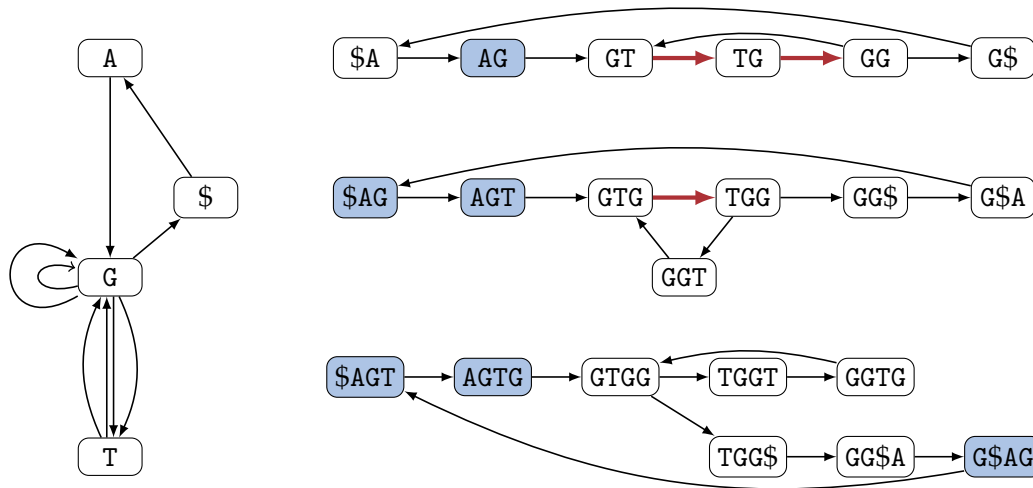 A
$
G
T
$A AG GT TG GG G$
$AG AGT GTG TGG GG$ G$A
GGT
$AGT AGTG GTGG TGGT GGTG
TGG$ GG$A G$AG